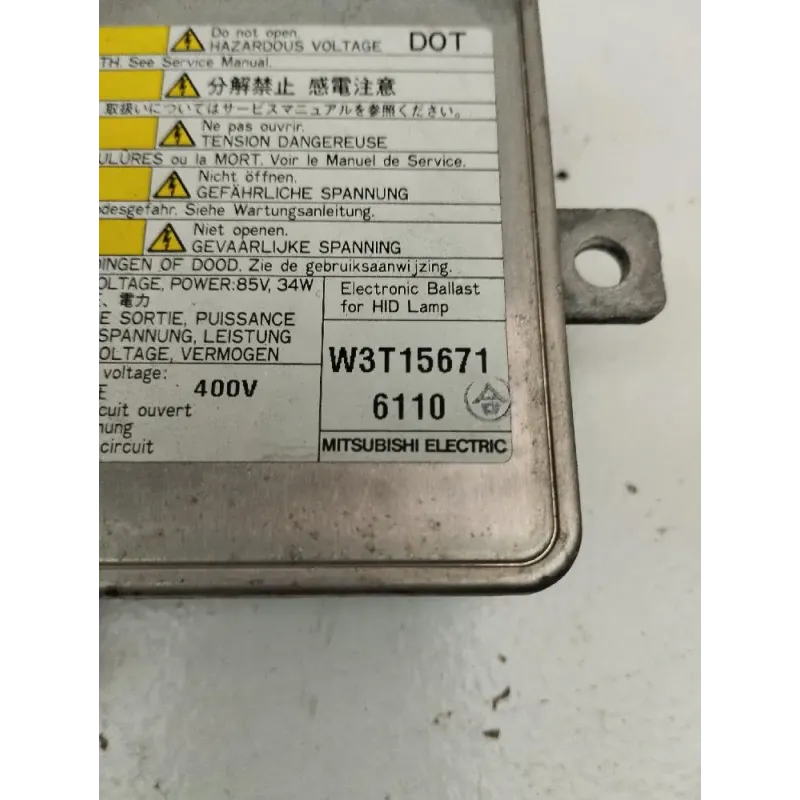 Do not open.
HAZARDOUS VOLTAGE
DOT
TH. See Service Manual.
分解禁止 感電注意
取扱いについてはサービスマニュアルを参照ください。
Ne pas ouvrir.
TENSION DANGEREUSE
ULÛRES ou la MORT. Voir le Manuel de Service.
Nicht öffnen.
GEFÄHRLICHE SPANNUNG
desgefahr. Siehe Wartungsanleitung.
Niet openen.
GEVAARLIJKE SPANNING
DINGEN OF DOOD. Zie de gebruiksaanwijzing.
OLTAGE, POWER:85V, 34W
、電力
E SORTIE, PUISSANCE
SPANNUNG, LEISTUNG
OLTAGE, VERMOGEN
voltage:
E
400V
cuit ouvert
nung
circuit
Electronic Ballast
for HID Lamp
W3T15671
6110
合
MITSUBISHI ELECTRIC